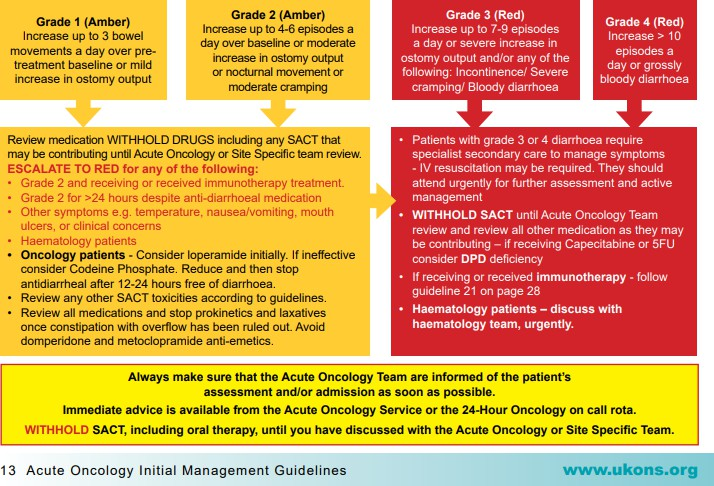 Grade 1 (Amber)
Increase up to 3 bowel
movements a day over pre-
treatment baseline or mild
increase in ostomy output
Grade 2 (Amber)
Increase up to 4-6 episodes a
day over baseline or moderate
increase in ostomy output
or nocturnal movement or
moderate cramping
Grade 3 (Red)
Increase up to 7-9 episodes
a day or severe increase in
ostomy output and/or any of the
following: Incontinence/ Severe
cramping/ Bloody diarrhoea
Grade 4 (Red)
Increase > 10
episodes a
day or grossly
bloody diarrhoea
Review medication WITHHOLD DRUGS including any SACT that
may be contributing until Acute Oncology or Site Specific team review.
ESCALATE TO RED for any of the following:
• Grade 2 and receiving or received immunotherapy treatment.
• Grade 2 for >24 hours despite anti-diarrhoeal medication
• Other symptoms e.g. temperature, nausea/vomiting, mouth
ulcers, or clinical concerns
• Haematology patients
• Oncology patients - Consider loperamide initially. If ineffective
consider Codeine Phosphate. Reduce and then stop
antidiarrheal after 12-24 hours free of diarrhoea.
• Review any other SACT toxicities according to guidelines.
• Review all medications and stop prokinetics and laxatives
once constipation with overflow has been ruled out. Avoid
domperidone and metoclopramide anti-emetics.
• Patients with grade 3 or 4 diarrhoea require
specialist secondary care to manage symptoms
- IV resuscitation may be required. They should
attend urgently for further assessment and active
management
• WITHHOLD SACT until Acute Oncology Team
review and review all other medication as they may
be contributing – if receiving Capecitabine or 5FU
consider DPD deficiency
• If receiving or received immunotherapy - follow
guideline 21 on page 28
• Haematology patients – discuss with
haematology team, urgently.
Always make sure that the Acute Oncology Team are informed of the patient's
assessment and/or admission as soon as possible.
Immediate advice is available from the Acute Oncology Service or the 24-Hour Oncology on call rota.
WITHHOLD SACT, including oral therapy, until you have discussed with the Acute Oncology or Site Specific Team.
13 Acute Oncology Initial Management Guidelines
www.ukons.org